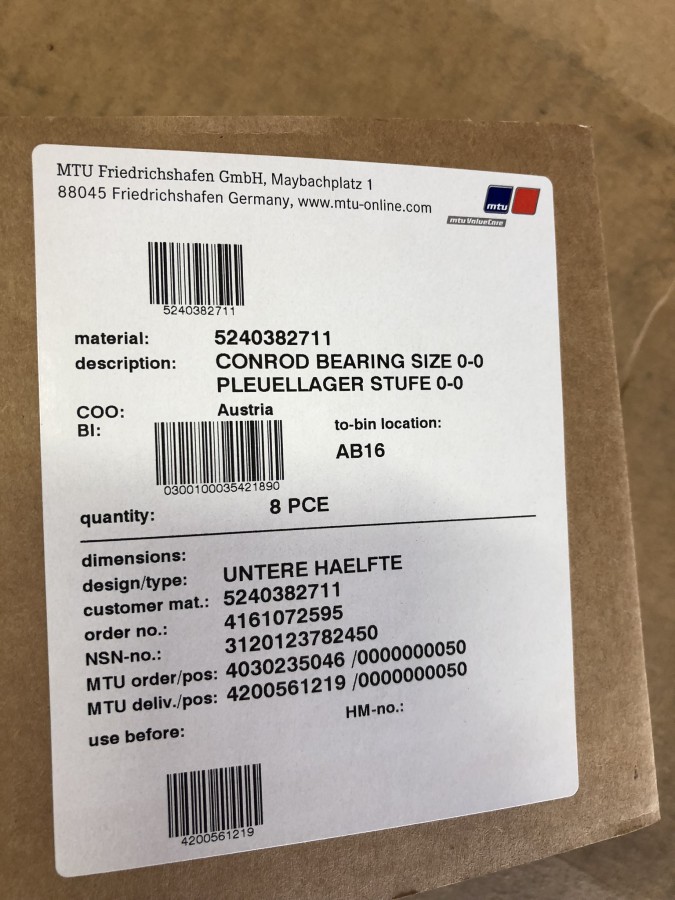 MTU Friedrichshafen GmbH, Maybachplatz 1
88045 Friedrichshafen Germany, www.mtu-online.com
mtu
mtu ValueCare
5240382711
material: 5240382711
description: CONROD BEARING SIZE 0-0
PLEUELLAGER STUFE 0-0
COO: Austria
BI:
to-bin location:
AB16
0300100035421890
quantity: 8 PCE
dimensions:
design/type: UNTERE HAELFTE
customer mat.: 5240382711
order no.: 4161072595
NSN-no.: 3120123782450
MTU order/pos: 4030235046 /0000000050
MTU deliv./pos: 4200561219 /0000000050
HM-no.:
use before:
4200561219